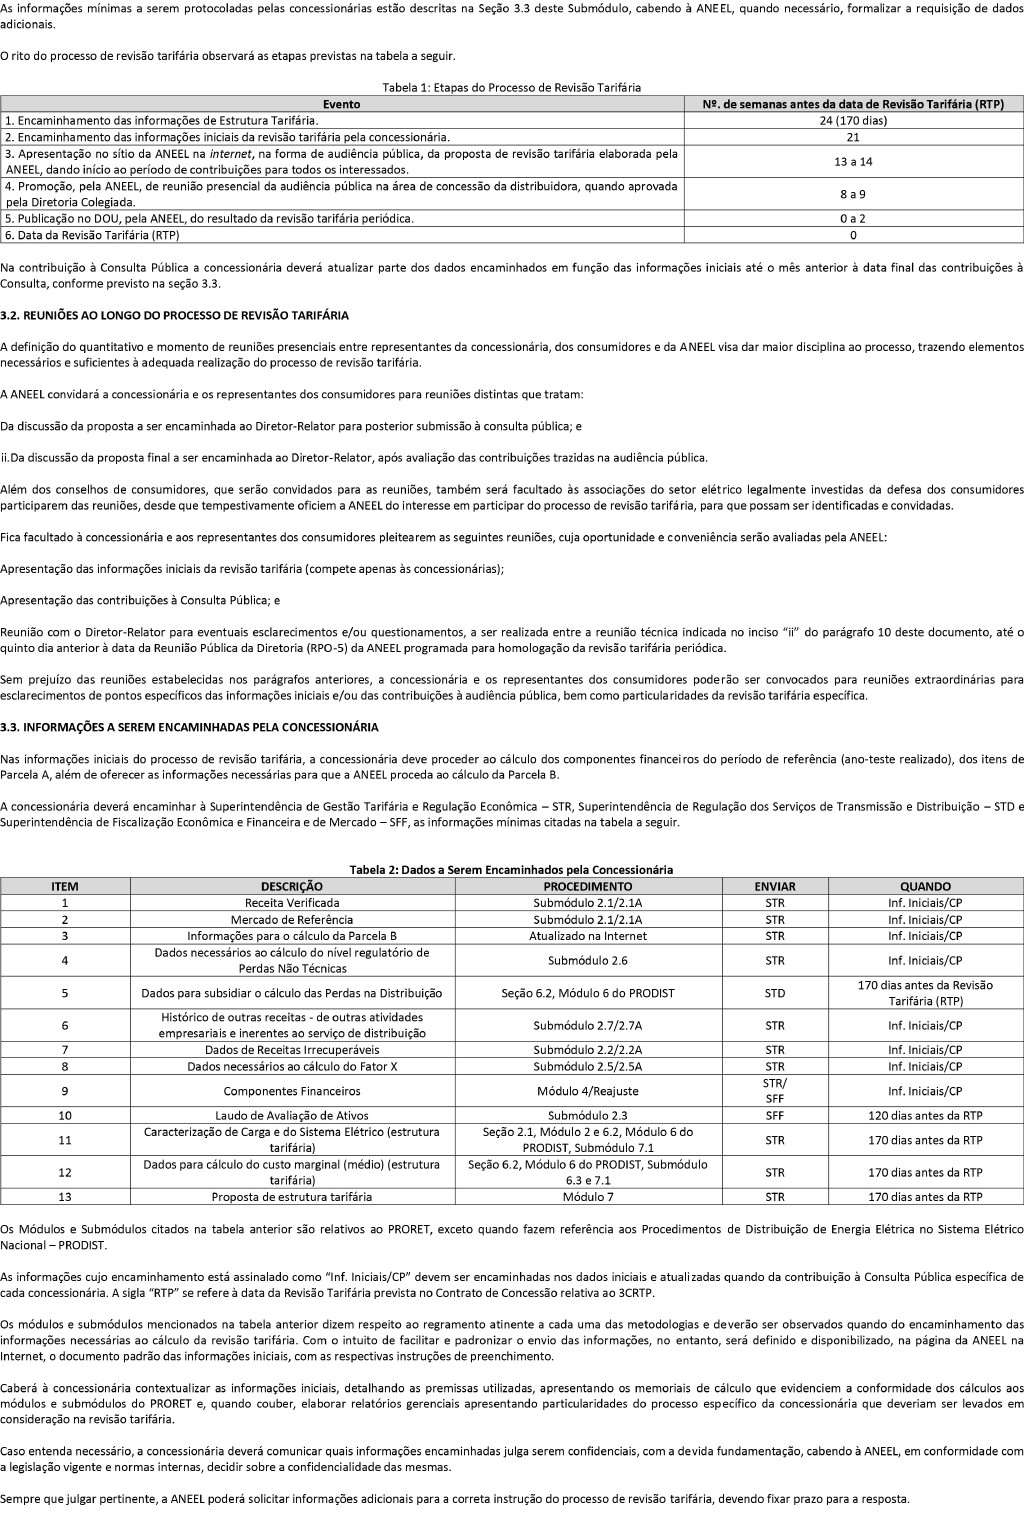 As informações mínimas a serem protocoladas pelas concessionárias estão descritas na Seção 3.3 deste Submódulo, cabendo à ANEEL, quando necessário, formalizar a requisição de dados
adicionais.
O rito do processo de revisão tarifária observará as etapas previstas na tabela a seguir.
Tabela 1: Etapas do Processo de Revisão Tarifária
Evento Nº. de semanas antes da data de Revisão Tarifária (RTP)
1. Encaminhamento das informações de Estrutura Tarifária. 24 (170 dias)
2. Encaminhamento das informações iniciais da revisão tarifária pela concessionária. 21
3. Apresentação no sítio da ANEEL na internet, na forma de audiência pública, da proposta de revisão tarifária elaborada pela
ANEEL, dando início ao período de contribuições para todos os interessados. 13 a 14
4. Promoção, pela ANEEL, de reunião presencial da audiência pública na área de concessão da distribuidora, quando aprovada
pela Diretoria Colegiada. 8 a 9
5. Publicação no DOU, pela ANEEL, do resultado da revisão tarifária periódica. 0 a 2
6. Data da Revisão Tarifária (RTP) 0
Na contribuição à Consulta Pública a concessionária deverá atualizar parte dos dados encaminhados em função das informações iniciais até o mês anterior à data final das contribuições à
Consulta, conforme previsto na seção 3.3.
3.2. REUNIÕES AO LONGO DO PROCESSO DE REVISÃO TARIFÁRIA
A definição do quantitativo e momento de reuniões presenciais entre representantes da concessionária, dos consumidores e da ANEEL visa dar maior disciplina ao processo, trazendo elementos
necessários e suficientes à adequada realização do processo de revisão tarifária.
A ANEEL convidará a concessionária e os representantes dos consumidores para reuniões distintas que tratam:
Da discussão da proposta a ser encaminhada ao Diretor-Relator para posterior submissão à consulta pública; e
ii.Da discussão da proposta final a ser encaminhada ao Diretor-Relator, após avaliação das contribuições trazidas na audiência pública.
Além dos conselhos de consumidores, que serão convidados para as reuniões, também será facultado às associações do setor elétrico legalmente investidas da defesa dos consumidores
participarem das reuniões, desde que tempestivamente oficiem a ANEEL do interesse em participar do processo de revisão tarifária, para que possam ser identificadas e convidadas.
Fica facultado à concessionária e aos representantes dos consumidores pleitearem as seguintes reuniões, cuja oportunidade e conveniência serão avaliadas pela ANEEL:
Apresentação das informações iniciais da revisão tarifária (compete apenas às concessionárias);
Apresentação das contribuições à Consulta Pública; e
Reunião com o Diretor-Relator para eventuais esclarecimentos e/ou questionamentos, a ser realizada entre a reunião técnica indicada no inciso “ii” do parágrafo 10 deste documento, até o
quinto dia anterior à data da Reunião Pública da Diretoria (RPO-5) da ANEEL programada para homologação da revisão tarifária periódica.
Sem prejuízo das reuniões estabelecidas nos parágrafos anteriores, a concessionária e os representantes dos consumidores poderão ser convocados para reuniões extraordinárias para
esclarecimentos de pontos específicos das informações iniciais e/ou das contribuições à audiência pública, bem como particularidades da revisão tarifária específica.
3.3. INFORMAÇÕES A SEREM ENCAMINHADAS PELA CONCESSIONÁRIA
Nas informações iniciais do processo de revisão tarifária, a concessionária deve proceder ao cálculo dos componentes financeiros do período de referência (ano-teste realizado), dos itens de
Parcela A, além de oferecer as informações necessárias para que a ANEEL proceda ao cálculo da Parcela B.
A concessionária deverá encaminhar à Superintendência de Gestão Tarifária e Regulação Econômica – STR, Superintendência de Regulação dos Serviços de Transmissão e Distribuição – STD e
Superintendência de Fiscalização Econômica e Financeira e de Mercado – SFF, as informações mínimas citadas na tabela a seguir.
Tabela 2: Dados a Serem Encaminhados pela Concessionária
ITEM DESCRIÇÃO PROCEDIMENTO ENVIAR QUANDO
1 Receita Verificada Submódulo 2.1/2.1A STR Inf. Iniciais/CP
2 Mercado de Referência Submódulo 2.1/2.1A STR Inf. Iniciais/CP
3 Informações para o cálculo da Parcela B Atualizado na Internet STR Inf. Iniciais/CP
4 Dados necessários ao cálculo do nível regulatório de
Perdas Não Técnicas Submódulo 2.6 STR Inf. Iniciais/CP
5 Dados para subsidiar o cálculo das Perdas na Distribuição Seção 6.2, Módulo 6 do PRODIST STD 170 dias antes da Revisão
Tarifária (RTP)
6 Histórico de outras receitas - de outras atividades
empresariais e inerentes ao serviço de distribuição Submódulo 2.7/2.7A STR Inf. Iniciais/CP
7 Dados de Receitas Irrecuperáveis Submódulo 2.2/2.2A STR Inf. Iniciais/CP
8 Dados necessários ao cálculo do Fator X Submódulo 2.5/2.5A STR Inf. Iniciais/CP
9 Componentes Financeiros Módulo 4/Reajuste STR/
SFF Inf. Iniciais/CP
10 Laudo de Avaliação de Ativos Submódulo 2.3 SFF 120 dias antes da RTP
11 Caracterização de Carga e do Sistema Elétrico (estrutura
tarifária) Seção 2.1, Módulo 2 e 6.2, Módulo 6 do
PRODIST, Submódulo 7.1 STR 170 dias antes da RTP
12 Dados para cálculo do custo marginal (médio) (estrutura
tarifária) Seção 6.2, Módulo 6 do PRODIST, Submódulo
6.3 e 7.1 STR 170 dias antes da RTP
13 Proposta de estrutura tarifária Módulo 7 STR 170 dias antes da RTP
Os Módulos e Submódulos citados na tabela anterior são relativos ao PRORET, exceto quando fazem referência aos Procedimentos de Distribuição de Energia Elétrica no Sistema Elétrico
Nacional – PRODIST.
As informações cujo encaminhamento está assinalado como “Inf. Iniciais/CP” devem ser encaminhadas nos dados iniciais e atualizadas quando da contribuição à Consulta Pública específica de
cada concessionária. A sigla “RTP” se refere à data da Revisão Tarifária prevista no Contrato de Concessão relativa ao 3CRTP.
Os módulos e submódulos mencionados na tabela anterior dizem respeito ao regramento atinente a cada uma das metodologias e deverão ser observados quando do encaminhamento das
informações necessárias ao cálculo da revisão tarifária. Com o intuito de facilitar e padronizar o envio das informações, no entanto, será definido e disponibilizado, na página da ANEEL na
Internet, o documento padrão das informações iniciais, com as respectivas instruções de preenchimento.
Caberá à concessionária contextualizar as informações iniciais, detalhando as premissas utilizadas, apresentando os memoriais de cálculo que evidenciem a conformidade dos cálculos aos
módulos e submódulos do PRORET e, quando couber, elaborar relatórios gerenciais apresentando particularidades do processo específico da concessionária que deveriam ser levados em
consideração na revisão tarifária.
Caso entenda necessário, a concessionária deverá comunicar quais informações encaminhadas julga serem confidenciais, com a devida fundamentação, cabendo à ANEEL, em conformidade com
a legislação vigente e normas internas, decidir sobre a confidencialidade das mesmas.
Sempre que julgar pertinente, a ANEEL poderá solicitar informações adicionais para a correta instrução do processo de revisão tarifária, devendo fixar prazo para a resposta.